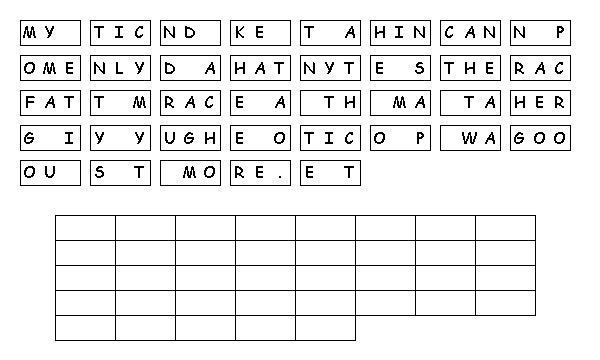 MY  TIC ND  KE  T A HIN CAN N P
OME NLY D A HAT NYT E S THE RAC
FAT T M RAC E A  TH  MA  TA HER
G I Y Y UGH E O TIC O P  WA GOO
OU  S T  MO RE. E T